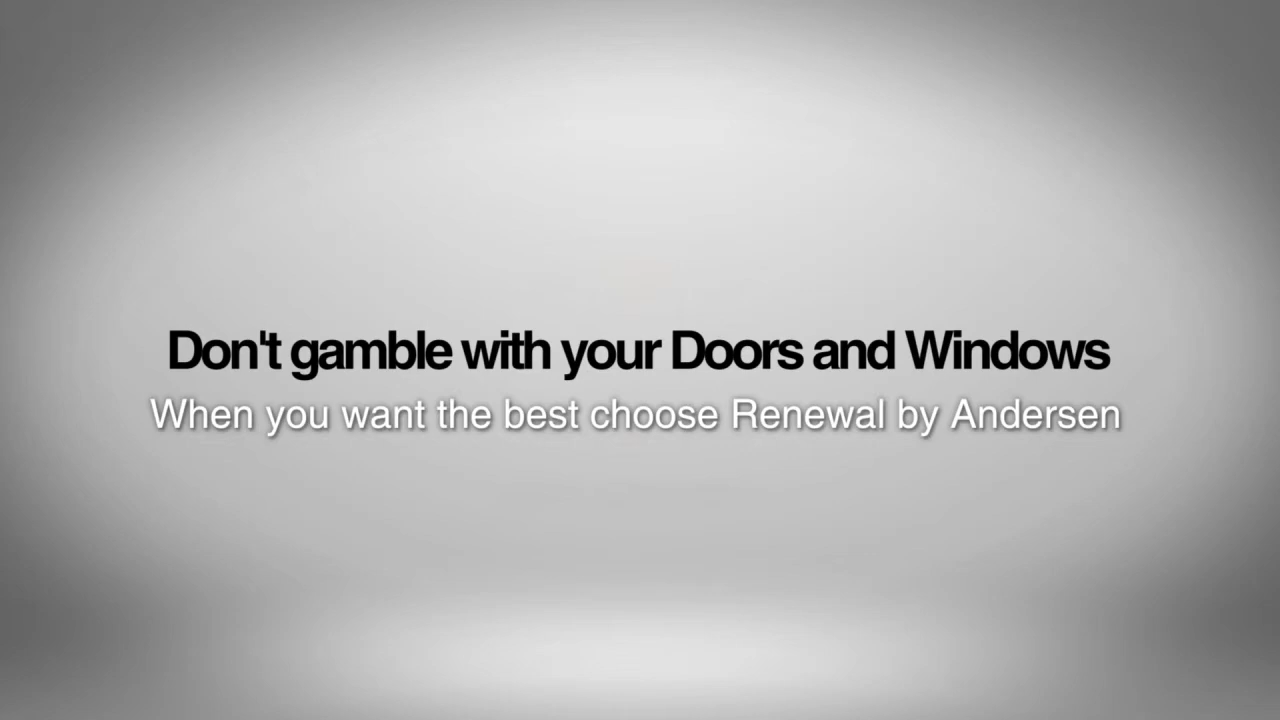 Don't gamble with your Doors and Windows
When you want the best choose Renewal by Andersen